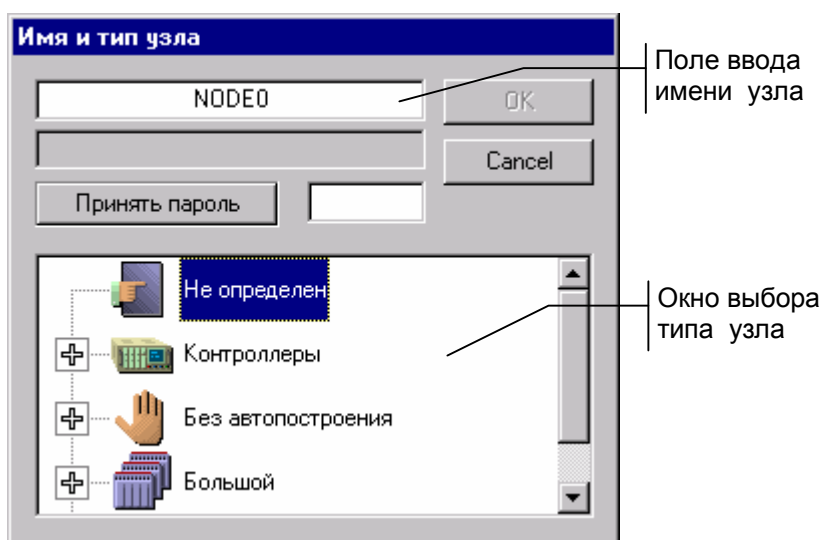 Имя и тип узла
Поле ввода
имени узла
NODE0
OK
Cancel
Принять пароль
Не определен
Окно выбора
типа узла
Контроллеры
Без автопостроения
Большой